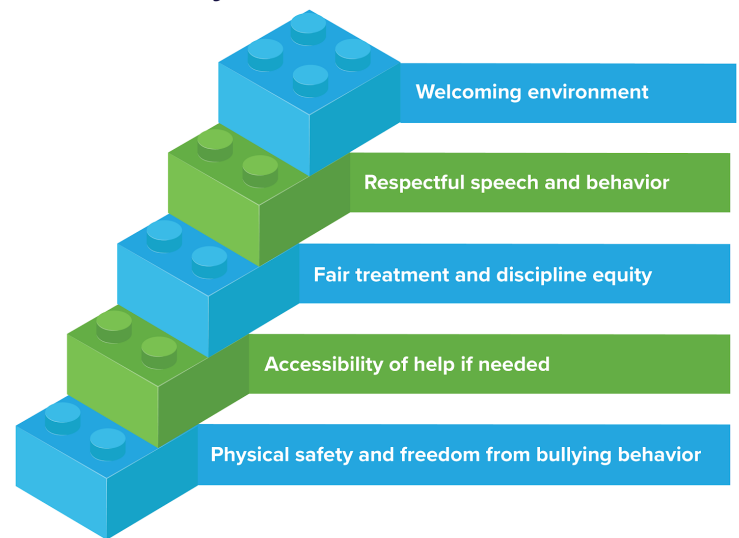 Welcoming environment
Respectful speech and behavior
Fair treatment and discipline equity
Accessibility of help if needed
Physical safety and freedom from bullying behavior